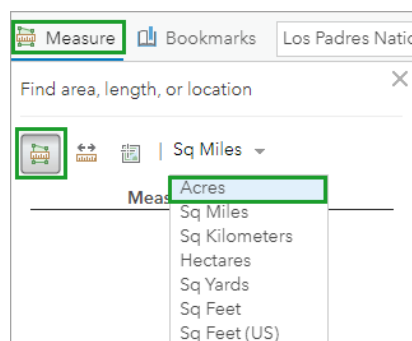 Measure Bookmarks Los Padres Natio
Find area, length, or location
Sq Miles
Meas
Acres
Sq Miles
Sq Kilometers
Hectares
Sq Yards
Sq Feet
Sq Feet (US)